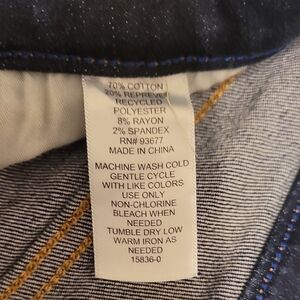 70% COTTON
20% REPREVE
RECYCLED
POLYESTER
8% RAYON
2% SPANDEX
RN# 93677
MADE IN CHINA
MACHINE WASH COLD
GENTLE CYCLE
WITH LIKE COLORS
USE ONLY
NON-CHLORINE
BLEACH WHEN
NEEDED
TUMBLE DRY LOW
WARM IRON AS
NEEDED
15836-0